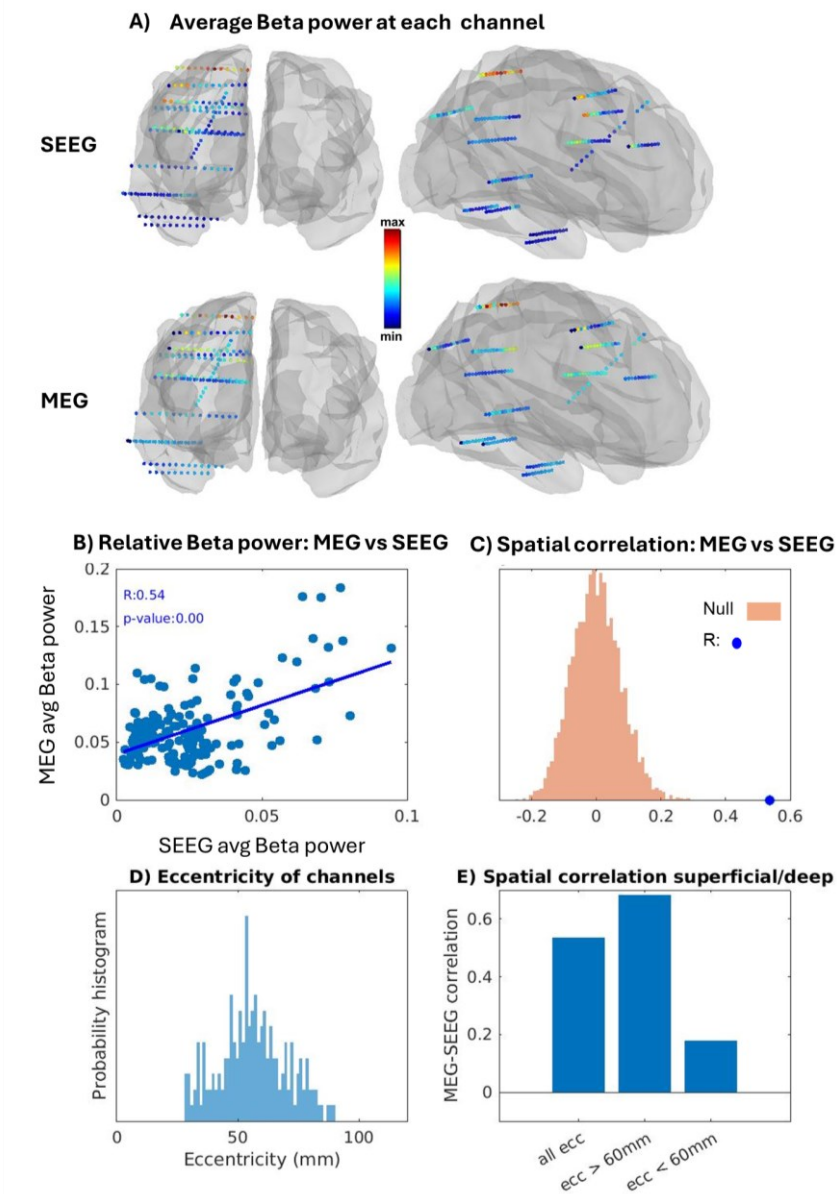 A) Average Beta power at each channel
SEEG
max
min
MEG
B) Relative Beta power: MEG vs SEEG
0.2
0.15
0.1
0.05
0
R:0.54
p-value:0.00
MEG avg Beta power
0
0.05
0.1
SEEG avg Beta power
C) Spatial correlation: MEG vs SEEG
Null
R:
-0.2
0
0.2
0.4
0.6
D) Eccentricity of channels
Probability histogram
0
50
100
Eccentricity (mm)
E) Spatial correlation superficial/deep
MEG-SEEG correlation
0.6
0.4
0.2
0
all ecc
ecc > 60mm
ecc < 60mm